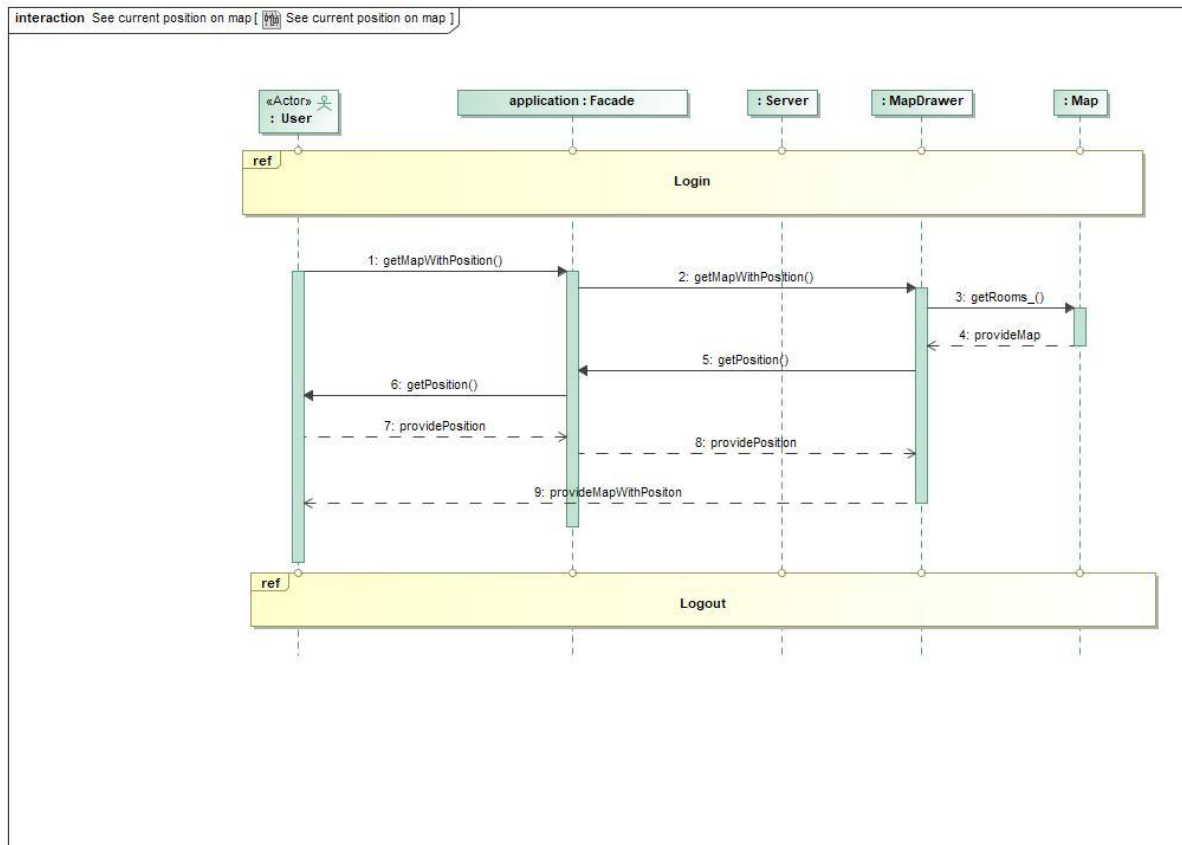 interaction See current position on map [ See current position on map ]
«Actor»
: User
application : Facade
: Server
: MapDrawer
: Map
ref
Login
1: getMapWithPosition()
2: getMapWithPosition()
3: getRooms_()
4: provideMap
5: getPosition()
6: getPosition()
7: providePosition
8: providePosition
9: provideMapWithPositon
ref
Logout